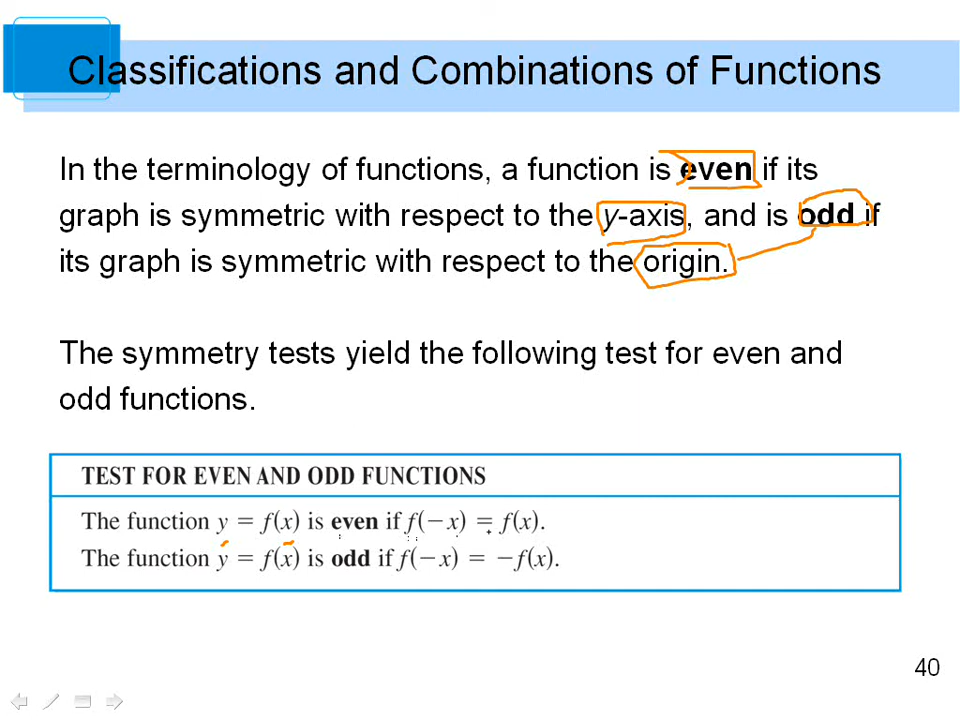 Classifications and Combinations of Functions
In the terminology of functions, a function is even if its
graph is symmetric with respect to the y-axis, and is odd if
its graph is symmetric with respect to the origin.
The symmetry tests yield the following test for even and
odd functions.
TEST FOR EVEN AND ODD FUNCTIONS
The function y = f(x) is even if f(−x) = f(x).
The function y = f(x) is odd if f(−x) = −f(x).
40